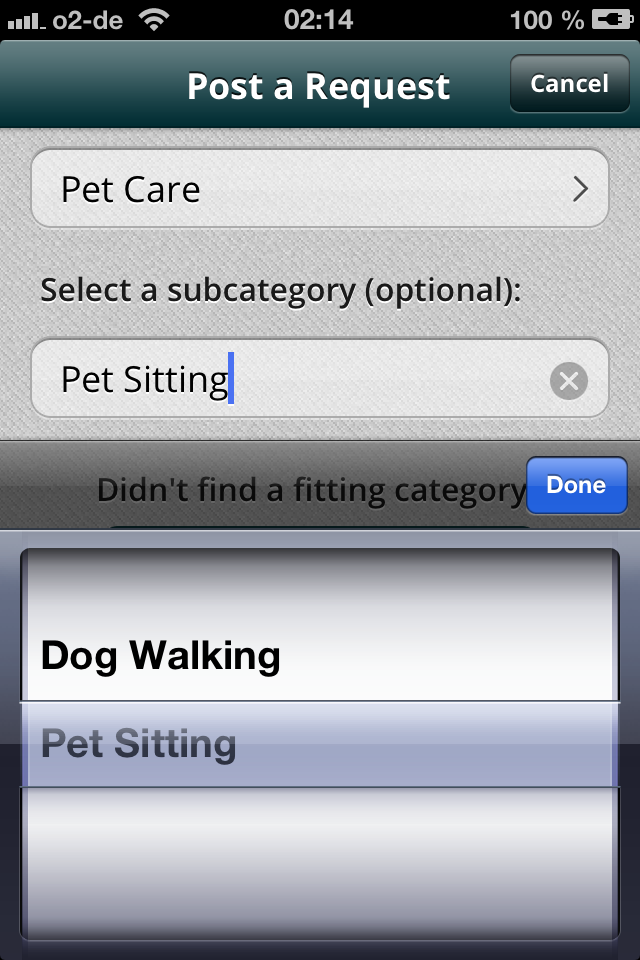 o2-de 02:14 100 %
Post a Request Cancel
Pet Care
Select a subcategory (optional):
Pet Sitting
Didn't find a fitting category Done
Dog Walking
Pet Sitting